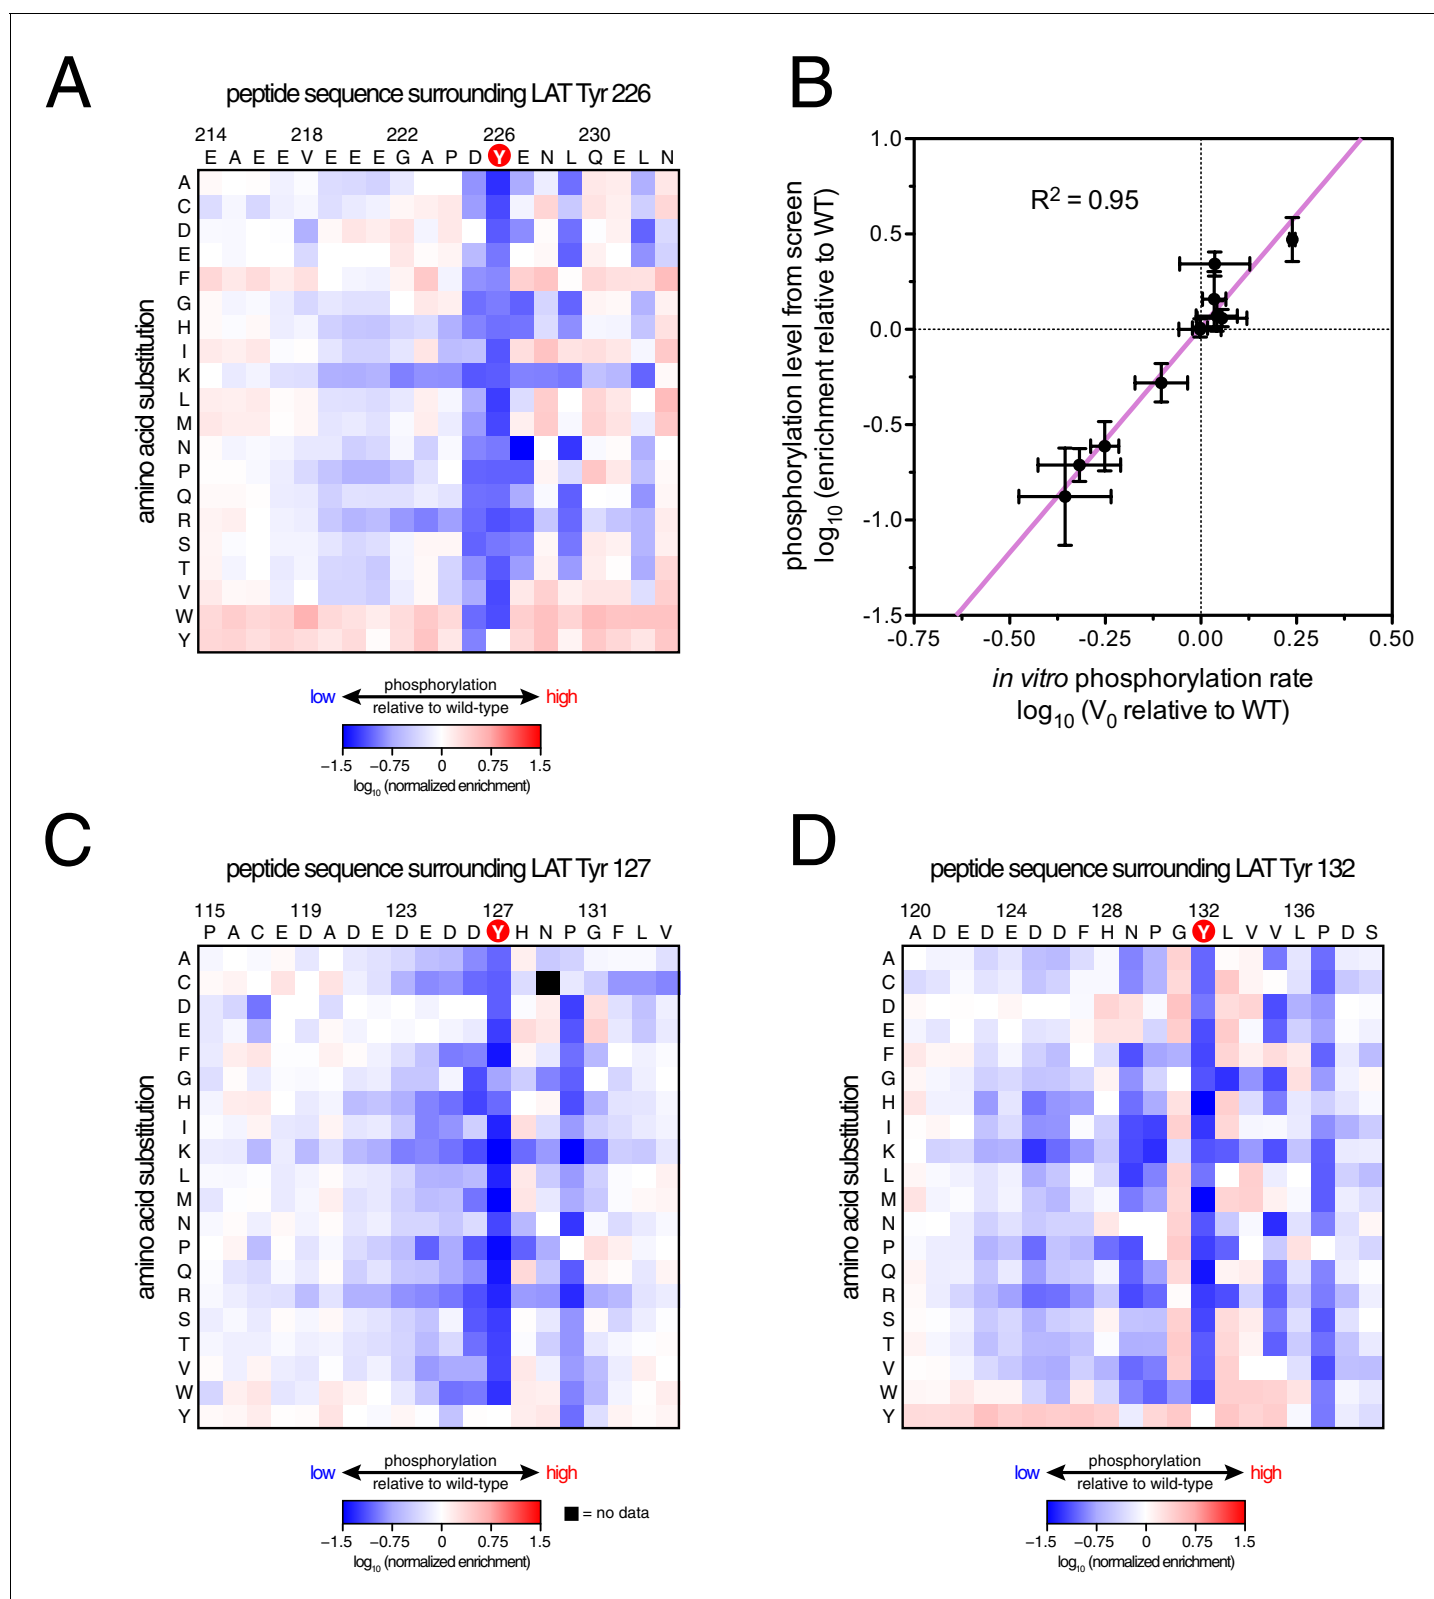 A
peptide sequence surrounding LAT Tyr 226
214 218 222 226 230
E A E E V E E E G A P D Y E N L Q E L N
amino acid substitution
A
C
D
E
F
G
H
I
K
L
M
N
P
Q
R
S
T
V
W
Y
low phosphorylation high
relative to wild-type
−1.5 −0.75 0 0.75 1.5
log10 (normalized enrichment)
B
phosphorylation level from screen
log10 (enrichment relative to WT)
1.0
0.5
0.0
-0.5
-1.0
-1.5
R2 = 0.95
-0.75 -0.50 -0.25 0.00 0.25 0.50
in vitro phosphorylation rate
log10 (V0 relative to WT)
C
peptide sequence surrounding LAT Tyr 127
115 119 123 127 131
P A C E D A D E D E D D Y H N P G F L V
amino acid substitution
A
C
D
E
F
G
H
I
K
L
M
N
P
Q
R
S
T
V
W
Y
low phosphorylation high
relative to wild-type
= no data
−1.5 −0.75 0 0.75 1.5
log10 (normalized enrichment)
D
peptide sequence surrounding LAT Tyr 132
120 124 128 132 136
A D E D E D D F H N P G Y L V V L P D S
amino acid substitution
A
C
D
E
F
G
H
I
K
L
M
N
P
Q
R
S
T
V
W
Y
low phosphorylation high
relative to wild-type
−1.5 −0.75 0 0.75 1.5
log10 (normalized enrichment)